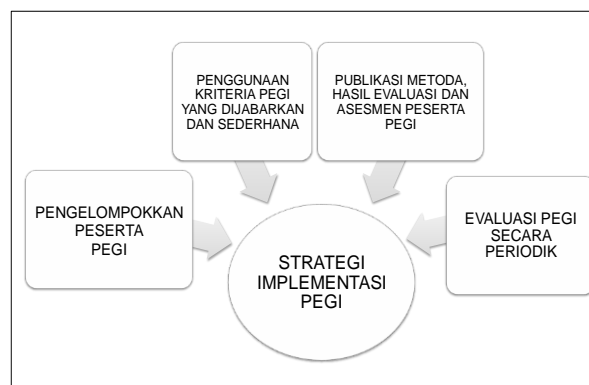 PENGELOMPOKKAN
PESERTA
PEGI
PENGGUNAAN
KRITERIA PEGI
YANG DIJABARKAN
DAN SEDERHANA
PUBLIKASI METODA,
HASIL EVALUASI DAN
ASESMEN PESERTA
PEGI
EVALUASI PEGI
SECARA
PERIODIK
STRATEGI
IMPLEMENTASI
PEGI